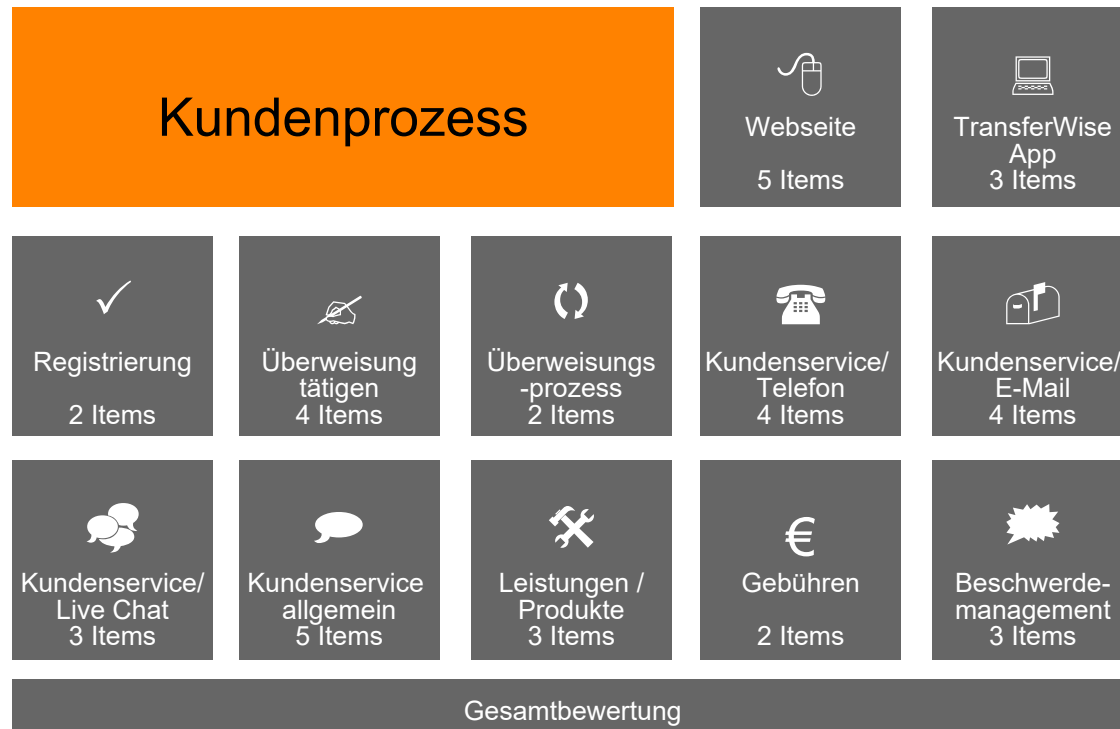 Kundenprozess
Webseite
5 Items
TransferWise
App
3 Items
Registrierung
2 Items
Überweisung
tätigen
4 Items
Überweisungs
-prozess
2 Items
Kundenservice/
Telefon
4 Items
Kundenservice/
E-Mail
4 Items
Kundenservice/
Live Chat
3 Items
Kundenservice
allgemein
5 Items
Leistungen /
Produkte
3 Items
€
Gebühren
2 Items
Beschwerde-
management
3 Items
Gesamtbewertung